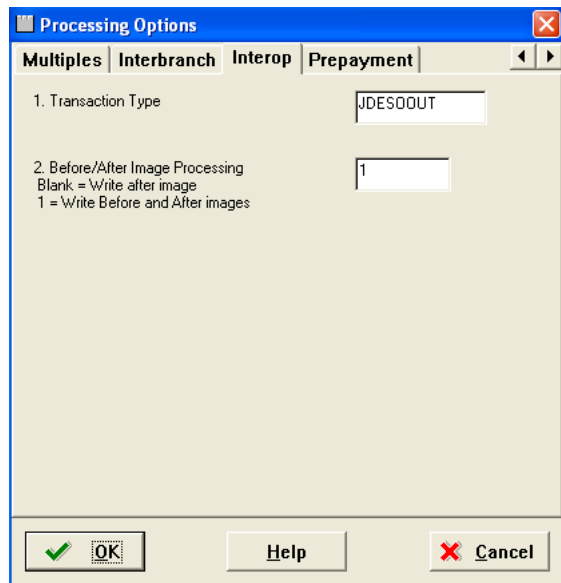 Processing Options
Multiples Interbranch Interop Prepayment
1. Transaction Type JDESOOUT
2. Before/After Image Processing 1
Blank = Write after image
1 = Write Before and After images
OK Help Cancel